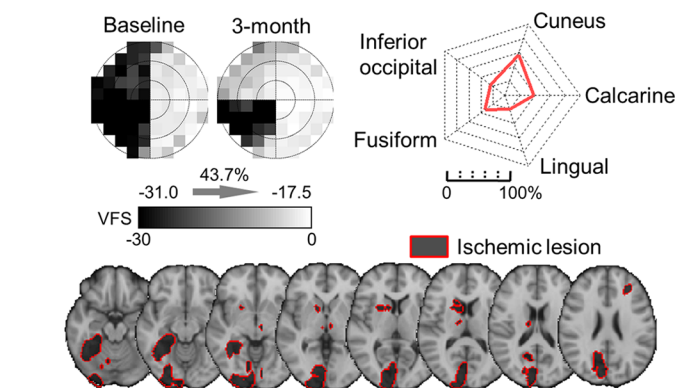 Baseline
3-month
43.7%
-31.0
-17.5
VFS
-30
0
Cuneus
Inferior
occipital
Calcarine
Fusiform
Lingual
0
100%
Ischemic lesion